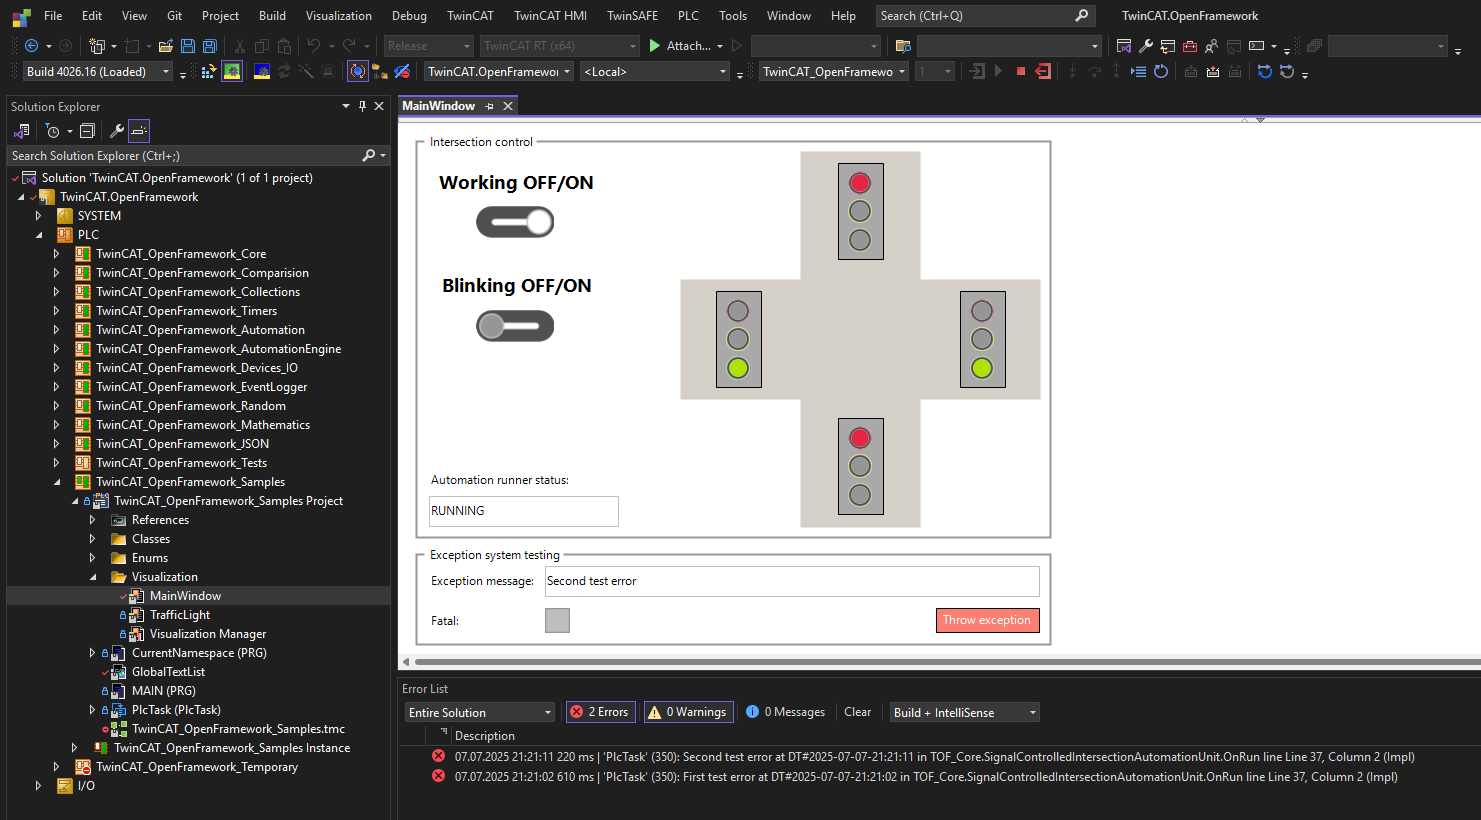 File Edit View Git Project Build Visualization Debug TwinCAT TwinCAT HMI TwinSAFE PLC Tools Window Help Search (Ctrl+Q) TwinCAT.OpenFramework
Release TwinCAT RT (x64) Attach...
Build 4026.16 (Loaded) TwinCAT.OpenFramewor <Local> TwinCAT_OpenFramewo 1
Solution Explorer
Search Solution Explorer (Ctrl+;)
Solution 'TwinCAT.OpenFramework' (1 of 1 project)
TwinCAT.OpenFramework
SYSTEM
PLC
TwinCAT_OpenFramework_Core
TwinCAT_OpenFramework_Comparision
TwinCAT_OpenFramework_Collections
TwinCAT_OpenFramework_Timers
TwinCAT_OpenFramework_Automation
TwinCAT_OpenFramework_AutomationEngine
TwinCAT_OpenFramework_Devices_IO
TwinCAT_OpenFramework_EventLogger
TwinCAT_OpenFramework_Random
TwinCAT_OpenFramework_Mathematics
TwinCAT_OpenFramework_JSON
TwinCAT_OpenFramework_Tests
TwinCAT_OpenFramework_Samples
TwinCAT_OpenFramework_Samples Project
References
Classes
Enums
Visualization
MainWindow
TrafficLight
Visualization Manager
CurrentNamespace (PRG)
GlobalTextList
MAIN (PRG)
PlcTask (PlcTask)
TwinCAT_OpenFramework_Samples.tmc
TwinCAT_OpenFramework_Samples Instance
TwinCAT_OpenFramework_Temporary
I/O
MainWindow
Intersection control
Working OFF/ON
Blinking OFF/ON
Automation runner status:
RUNNING
Exception system testing
Exception message: Second test error
Fatal: Throw exception
Error List
Entire Solution 2 Errors 0 Warnings 0 Messages Clear Build + IntelliSense
Description
07.07.2025 21:21:11 220 ms | 'PlcTask' (350): Second test error at DT#2025-07-07-21:21:11 in TOF_Core.SignalControlledIntersectionAutomationUnit.OnRun line Line 37, Column 2 (Impl)
07.07.2025 21:21:02 610 ms | 'PlcTask' (350): First test error at DT#2025-07-07-21:21:02 in TOF_Core.SignalControlledIntersectionAutomationUnit.OnRun line Line 37, Column 2 (Impl)